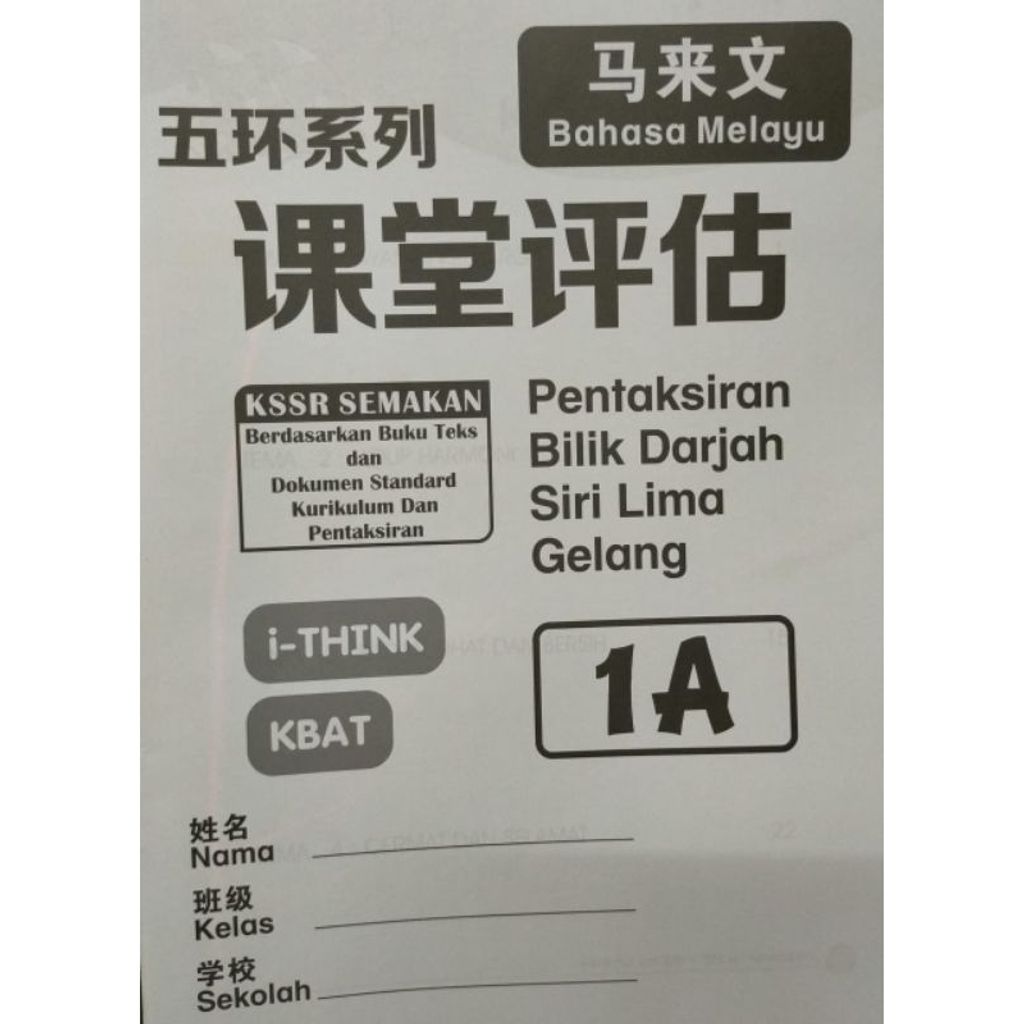 马来文
Bahasa Melayu
五环系列
课堂评估
KSSR SEMAKAN
Berdasarkan Buku Teks
dan
Dokumen Standard
Kurikulum Dan
Pentaksiran
Pentaksiran
Bilik Darjah
Siri Lima
Gelang
i-THINK
KBAT
1A
姓名
Nama
班级
Kelas
学校
Sekolah